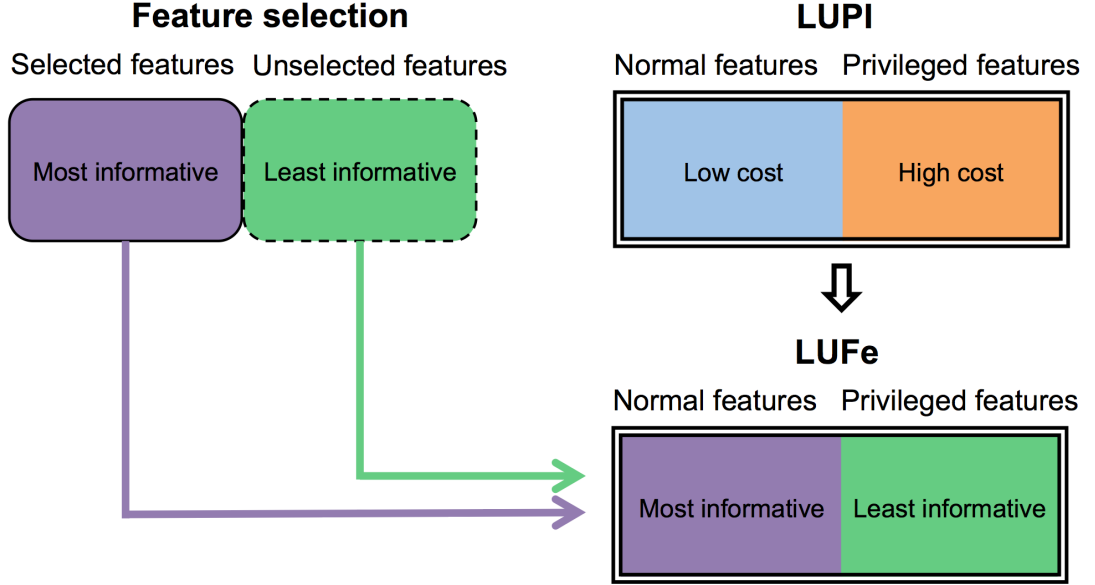 Feature selection
Selected features
Unselected features
Most informative
Least informative
LUPI
Normal features
Privileged features
Low cost
High cost
LUFe
Normal features
Privileged features
Most informative
Least informative